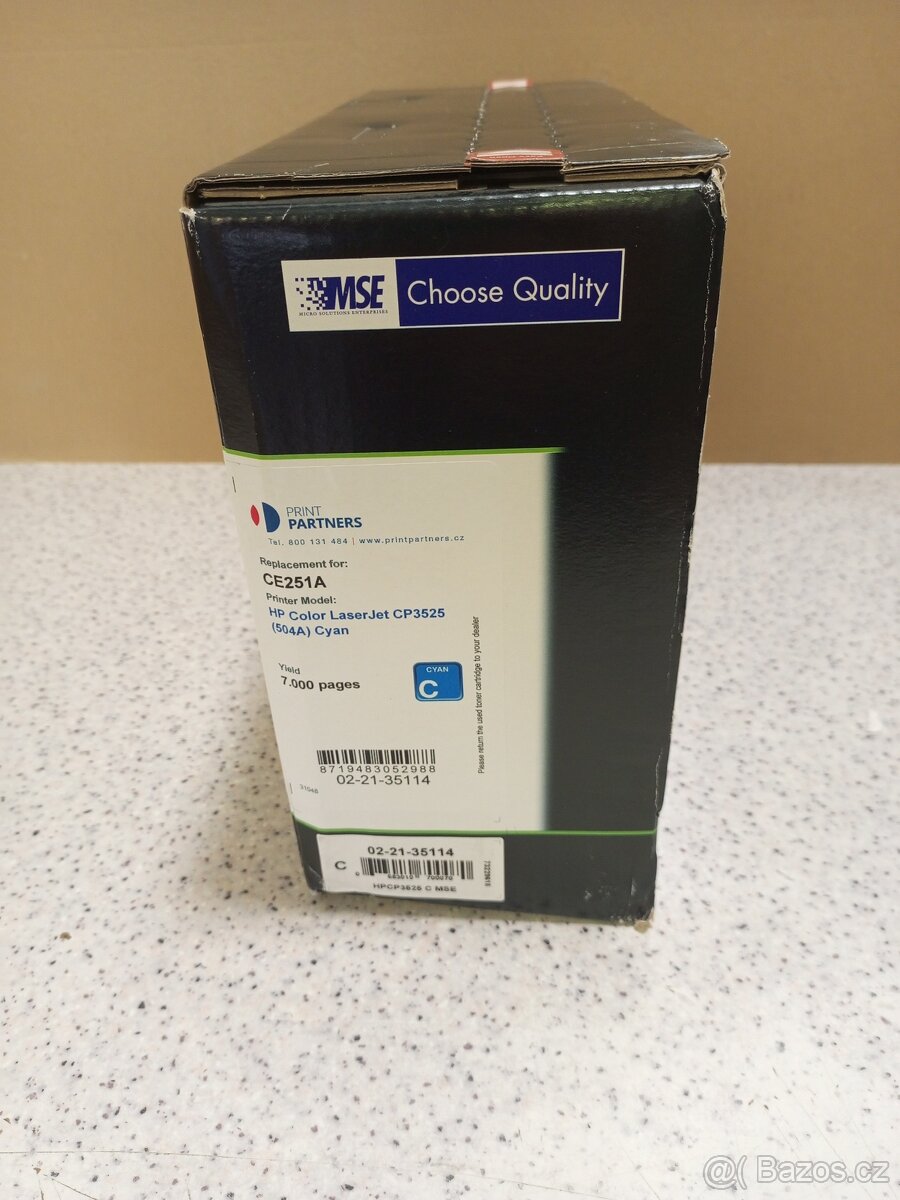 MSE
MICRO SOLUTIONS ENTERPRISES
Choose Quality
PRINT
PARTNERS
Tel. 800 131 484 | www.printpartners.cz
Replacement for:
CE251A
Printer Model:
HP Color LaserJet CP3525
(504A) Cyan
Yield
7.000 pages
CYAN
C
Please return the used toner cartridge to your dealer
8719483052988
02-21-35114
31048
02-21-35114
C
HPCP3525 C MSE
@( Bazos.cz